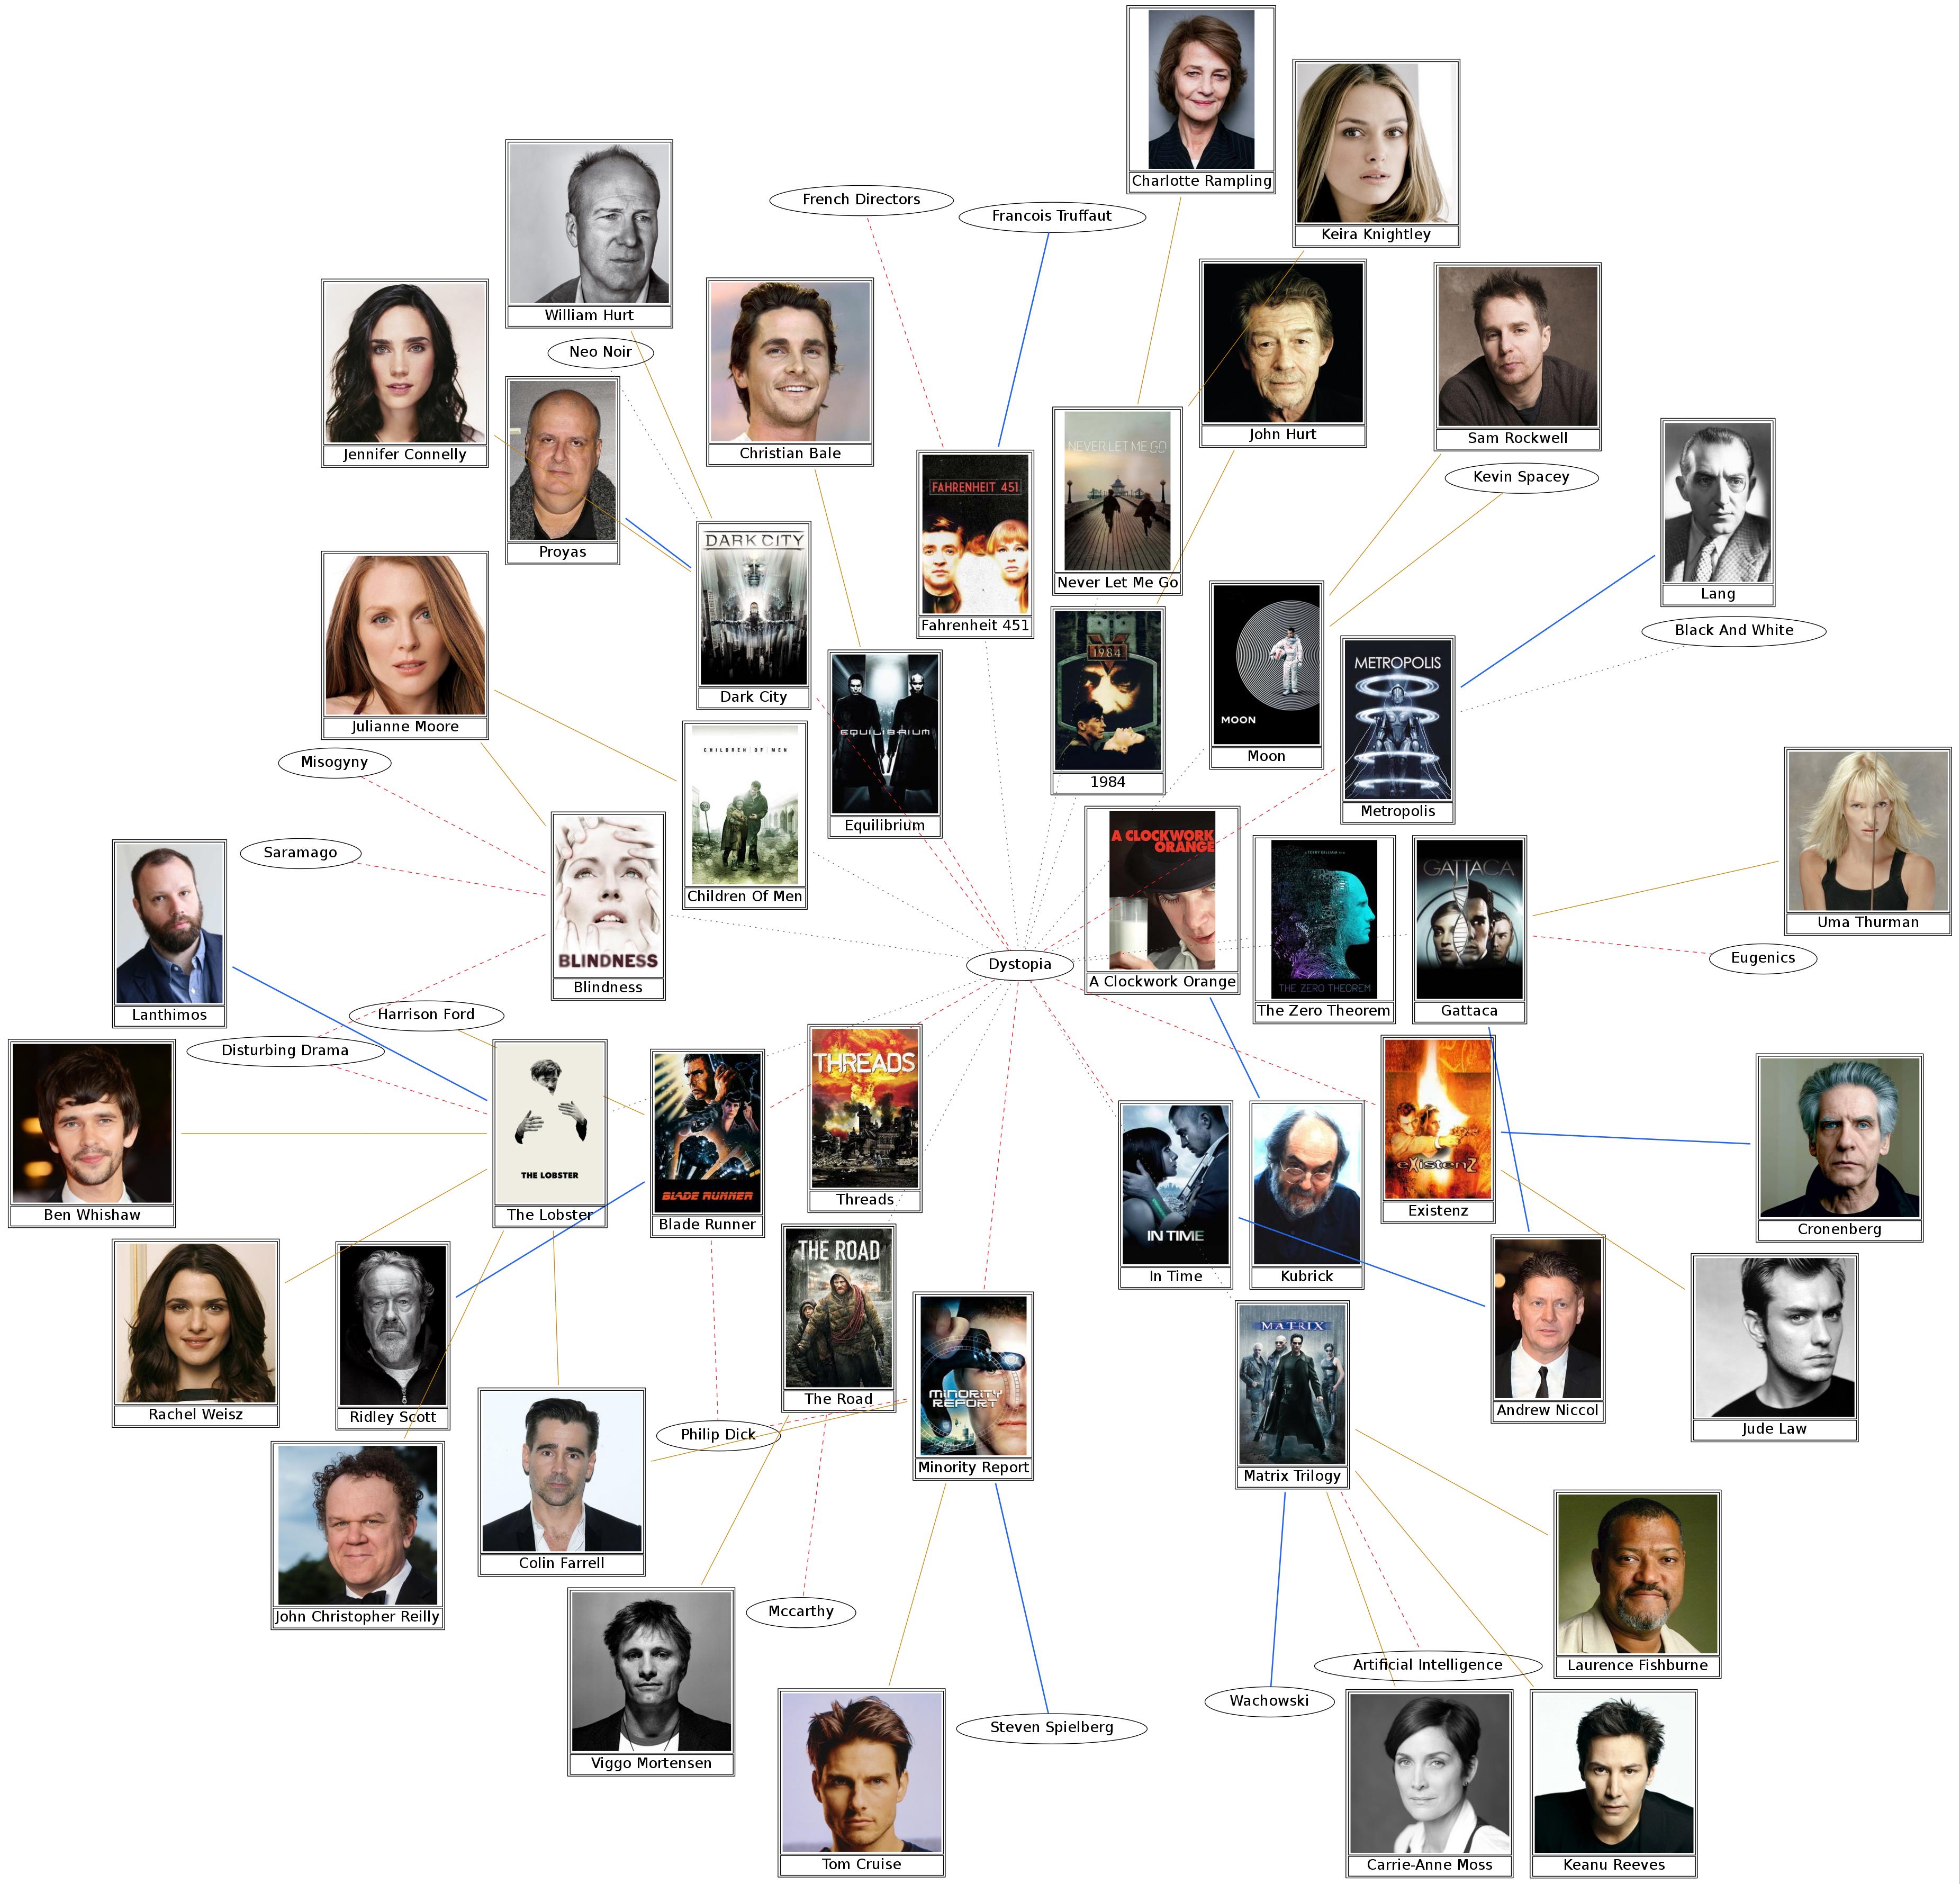 Charlotte Rampling
Keira Knightley
French Directors
Francois Truffaut
William Hurt
Neo Noir
Jennifer Connelly
Christian Bale
John Hurt
Sam Rockwell
Kevin Spacey
Proyas
FAHRENHEIT 451
Fahrenheit 451
NEVER LET ME GO
Never Let Me Go
Lang
Black And White
DARK CITY
Dark City
Julianne Moore
Misogyny
CHILDREN OF MEN
Children Of Men
EQUILIBRIUM
Equilibrium
1984
1984
MOON
Moon
METROPOLIS
Metropolis
Saramago
BLINDNESS
Blindness
Dystopia
A CLOCKWORK
ORANGE
A Clockwork Orange
THE ZERO THEOREM
The Zero Theorem
GATTACA
Gattaca
Uma Thurman
Eugenics
Lanthimos
Harrison Ford
Disturbing Drama
Ben Whishaw
THE LOBSTER
The Lobster
BLADE RUNNER
Blade Runner
THREADS
Threads
IN TIME
In Time
Kubrick
eXistenZ
Existenz
Cronenberg
Rachel Weisz
Ridley Scott
THE ROAD
The Road
Philip Dick
MINORITY
REPORT
Minority Report
MATRIX
Matrix Trilogy
Andrew Niccol
Jude Law
John Christopher Reilly
Colin Farrell
Mccarthy
Viggo Mortensen
Tom Cruise
Steven Spielberg
Wachowski
Artificial Intelligence
Laurence Fishburne
Carrie-Anne Moss
Keanu Reeves